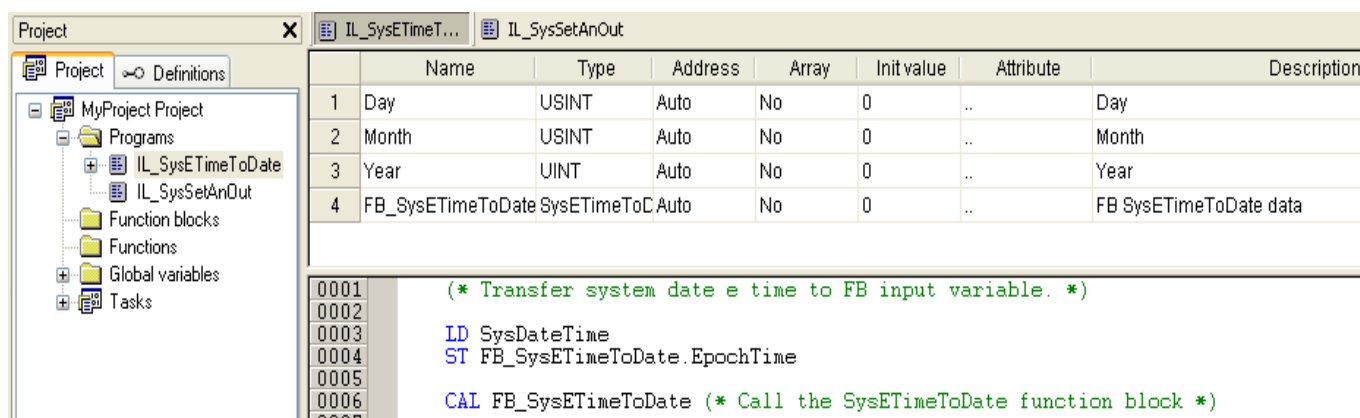 Project X
Project Definitions
MyProject Project
Programs
IL_SysETimeToDate
IL_SysSetAnOut
Function blocks
Functions
Global variables
Tasks
IL_SysETimeT... IL_SysSetAnOut
Name Type Address Array Init value Attribute Description
1 Day USINT Auto No 0 .. Day
2 Month USINT Auto No 0 .. Month
3 Year UINT Auto No 0 .. Year
4 FB_SysETimeToDate SysETimeToD Auto No 0 .. FB SysETimeToDate data
0001 (* Transfer system date e time to FB input variable. *)
0002
0003 LD SysDateTime
0004 ST FB_SysETimeToDate.EpochTime
0005
0006 CAL FB_SysETimeToDate (* Call the SysETimeToDate function block *)